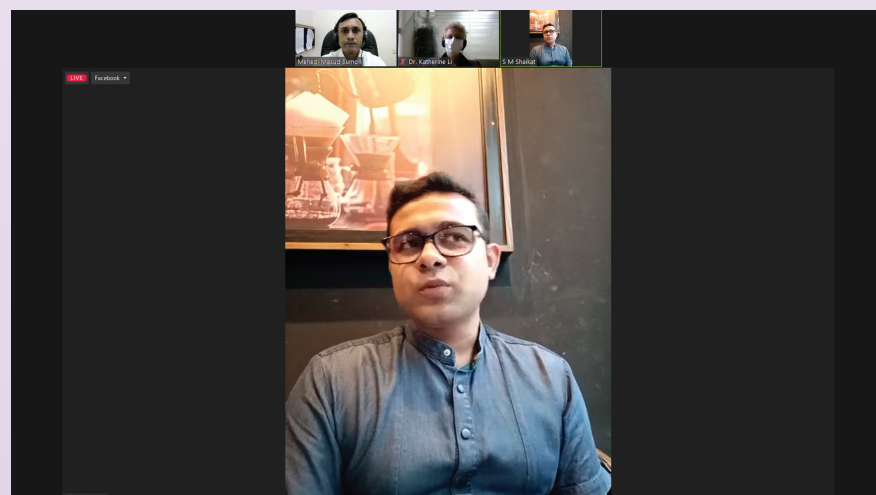 Mehedi Masud Sumon
Dr. Katherine Li
S M Shaikat
LIVE
Facebook